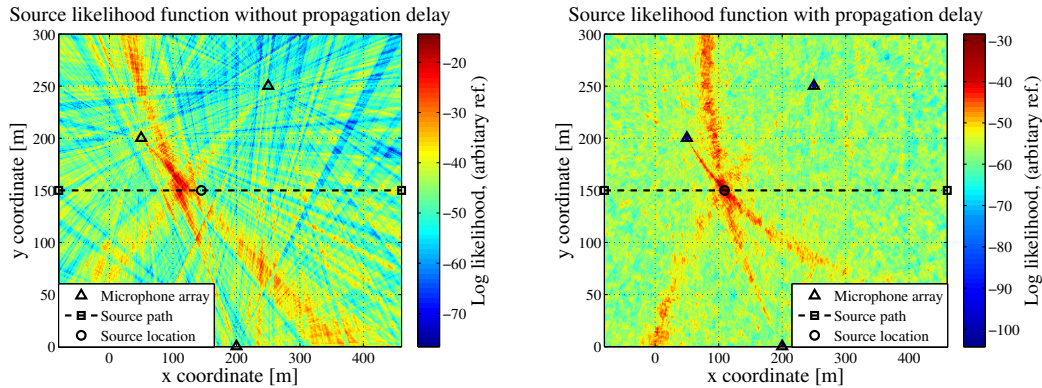 Source likelihood function without propagation delay
300
250
200
150
100
50
0
y coordinate [m]
0
100
200
300
400
x coordinate [m]
Microphone array
Source path
Source location
−20
−30
−40
−50
−60
−70
Log likelihood, (arbitary ref.)
Source likelihood function with propagation delay
300
250
200
150
100
50
0
y coordinate [m]
0
100
200
300
400
x coordinate [m]
Microphone array
Source path
Source location
−30
−40
−50
−60
−70
−80
−90
−100
Log likelihood, (arbitary ref.)